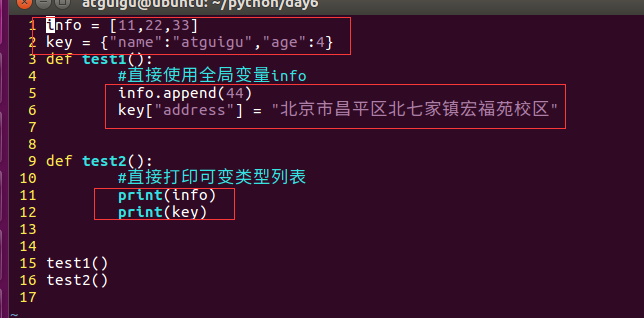 atguigu@ubuntu: ~/python/day6
1 info = [11,22,33]
2 key = {"name":"atguigu","age":4}
3 def test1():
4 #直接使用全局变量info
5 info.append(44)
6 key["address"] = "北京市昌平区北七家镇宏福苑校区"
7
8
9 def test2():
10 #直接打印可变类型列表
11 print(info)
12 print(key)
13
14
15 test1()
16 test2()
17
~